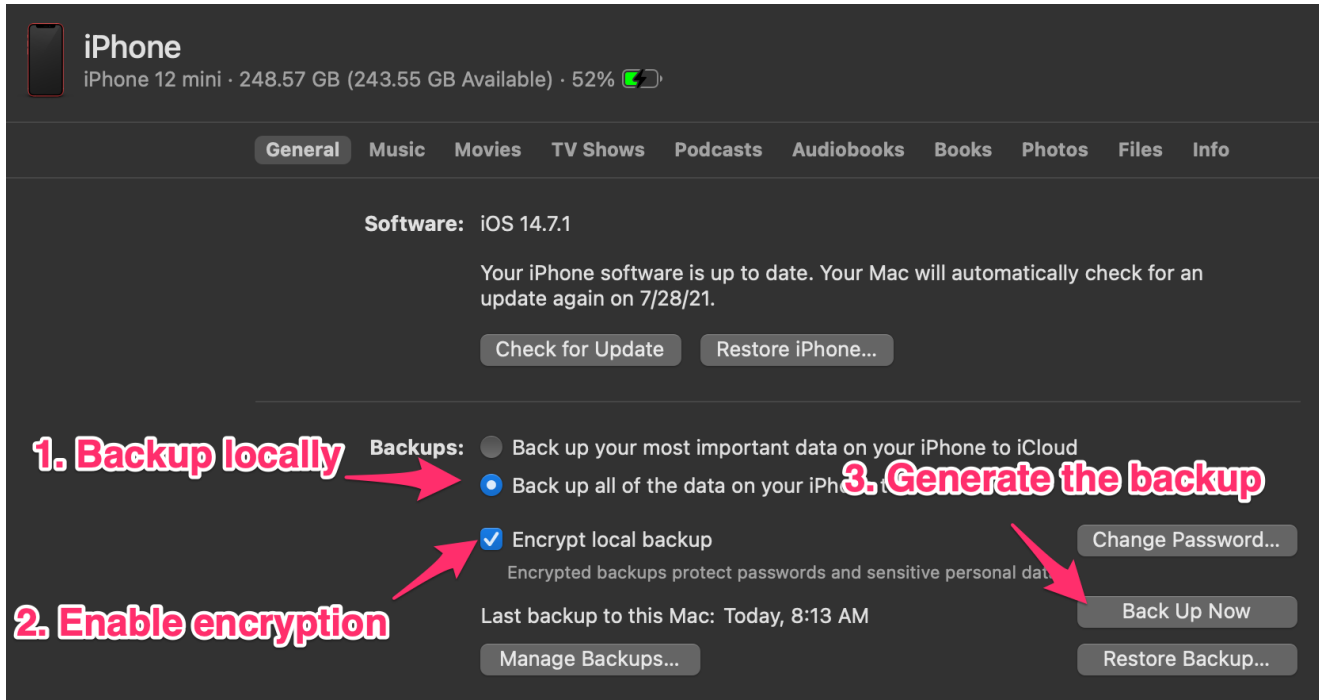 iPhone
iPhone 12 mini · 248.57 GB (243.55 GB Available) · 52%
General Music Movies TV Shows Podcasts Audiobooks Books Photos Files Info
Software: iOS 14.7.1
Your iPhone software is up to date. Your Mac will automatically check for an
update again on 7/28/21.
Check for Update Restore iPhone...
1. Backup locally
Backups: Back up your most important data on your iPhone to iCloud
Back up all of the data on your
3. Generate the backup
Encrypt local backup
Change Password...
Encrypted backups protect passwords and sensitive personal
2. Enable encryption
Last backup to this Mac: Today, 8:13 AM
Back Up Now
Manage Backups... Restore Backup...